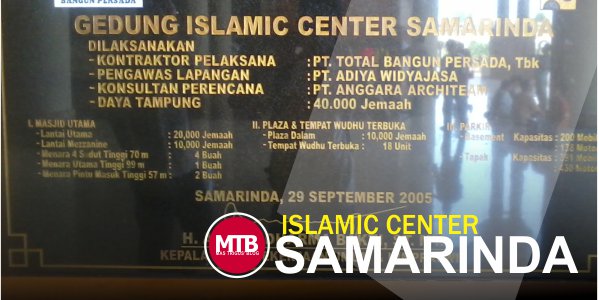 BANGUN PERSADA
GEDUNG ISLAMIC CENTER SAMARINDA
DILAKSANAKAN
- KONTRAKTOR PELAKSANA : PT. TOTAL BANGUN PERSADA, Tbk
- PENGAWAS LAPANGAN : PT. ADIYA WIDYAJASA
- KONSULTAN PERENCANA : PT. ANGGARA ARCHITEAM
- DAYA TAMPUNG : 40.000 Jemaah
I. MASJID UTAMA
- Lantai Utama : 20,000 Jemaah
- Lantai Mezzanine : 10,000 Jemaah
- Menara 4 Sudut Tinggi 70 m : 4 Buah
- Menara Utama Tinggi 99 m : 1 Buah
- Menara Pintu Masuk Tinggi 57 m : 2 Buah
II. PLAZA & TEMPAT WUDHU TERBUKA
- Plaza Dalam : 10,000 Jemaah
- Tempat Wudhu Terbuka : 18 Unit
III. PARKIR
- Basement Kapasitas : 200 Mobil
- Tapak Kapasitas : 391
SAMARINDA, 29 SEPTEMBER 2005
H.
KEPALA
MTB
MAS TRIGUS BLOG
ISLAMIC CENTER
SAMARINDA